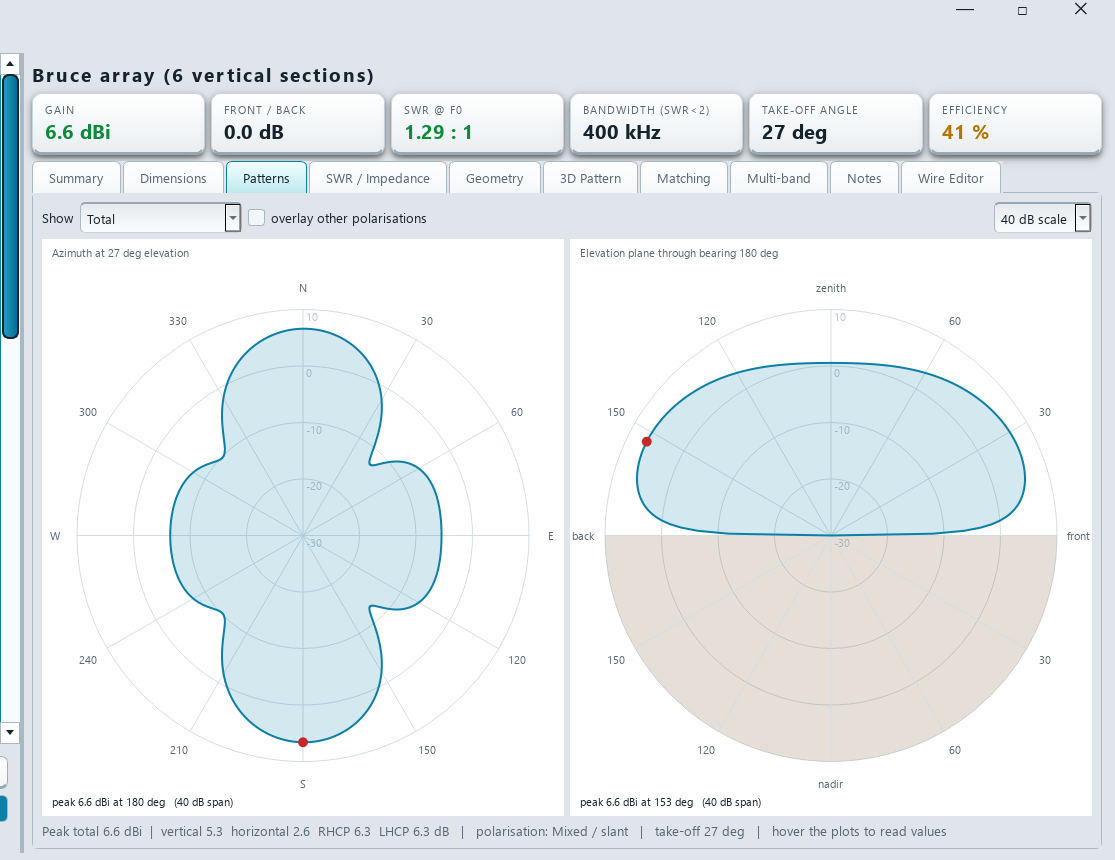 Bruce array (6 vertical sections)
GAIN
6.6 dBi
FRONT / BACK
0.0 dB
SWR @ F0
1.29 : 1
BANDWIDTH (SWR<2)
400 kHz
TAKE-OFF ANGLE
27 deg
EFFICIENCY
41 %
Summary
Dimensions
Patterns
SWR / Impedance
Geometry
3D Pattern
Matching
Multi-band
Notes
Wire Editor
Show
Total
overlay other polarisations
40 dB scale
Azimuth at 27 deg elevation
N
330
30
10
0
300
60
-10
-20
W
E
-30
240
120
210
150
S
peak 6.6 dBi at 180 deg (40 dB span)
Elevation plane through bearing 180 deg
zenith
120
60
10
0
150
30
-10
-20
back
front
-30
150
30
120
60
nadir
peak 6.6 dBi at 153 deg (40 dB span)
Peak total 6.6 dBi | vertical 5.3 horizontal 2.6 RHCP 6.3 LHCP 6.3 dB | polarisation: Mixed / slant | take-off 27 deg | hover the plots to read values